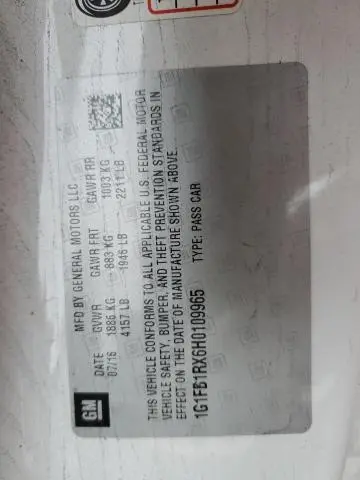 GM
MFD BY GENERAL MOTORS LLC
DATE GVWR GAWR FRT GAWR RR
07/16 1886 KG 883 KG 1003 KG
4157 LB 1946 LB 2211 LB
THIS VEHICLE CONFORMS TO ALL APPLICABLE U.S. FEDERAL MOTOR
VEHICLE SAFETY, BUMPER, AND THEFT PREVENTION STANDARDS IN
EFFECT ON THE DATE OF MANUFACTURE SHOWN ABOVE.
1G1FB1RX6H0109965 TYPE: PASS CAR